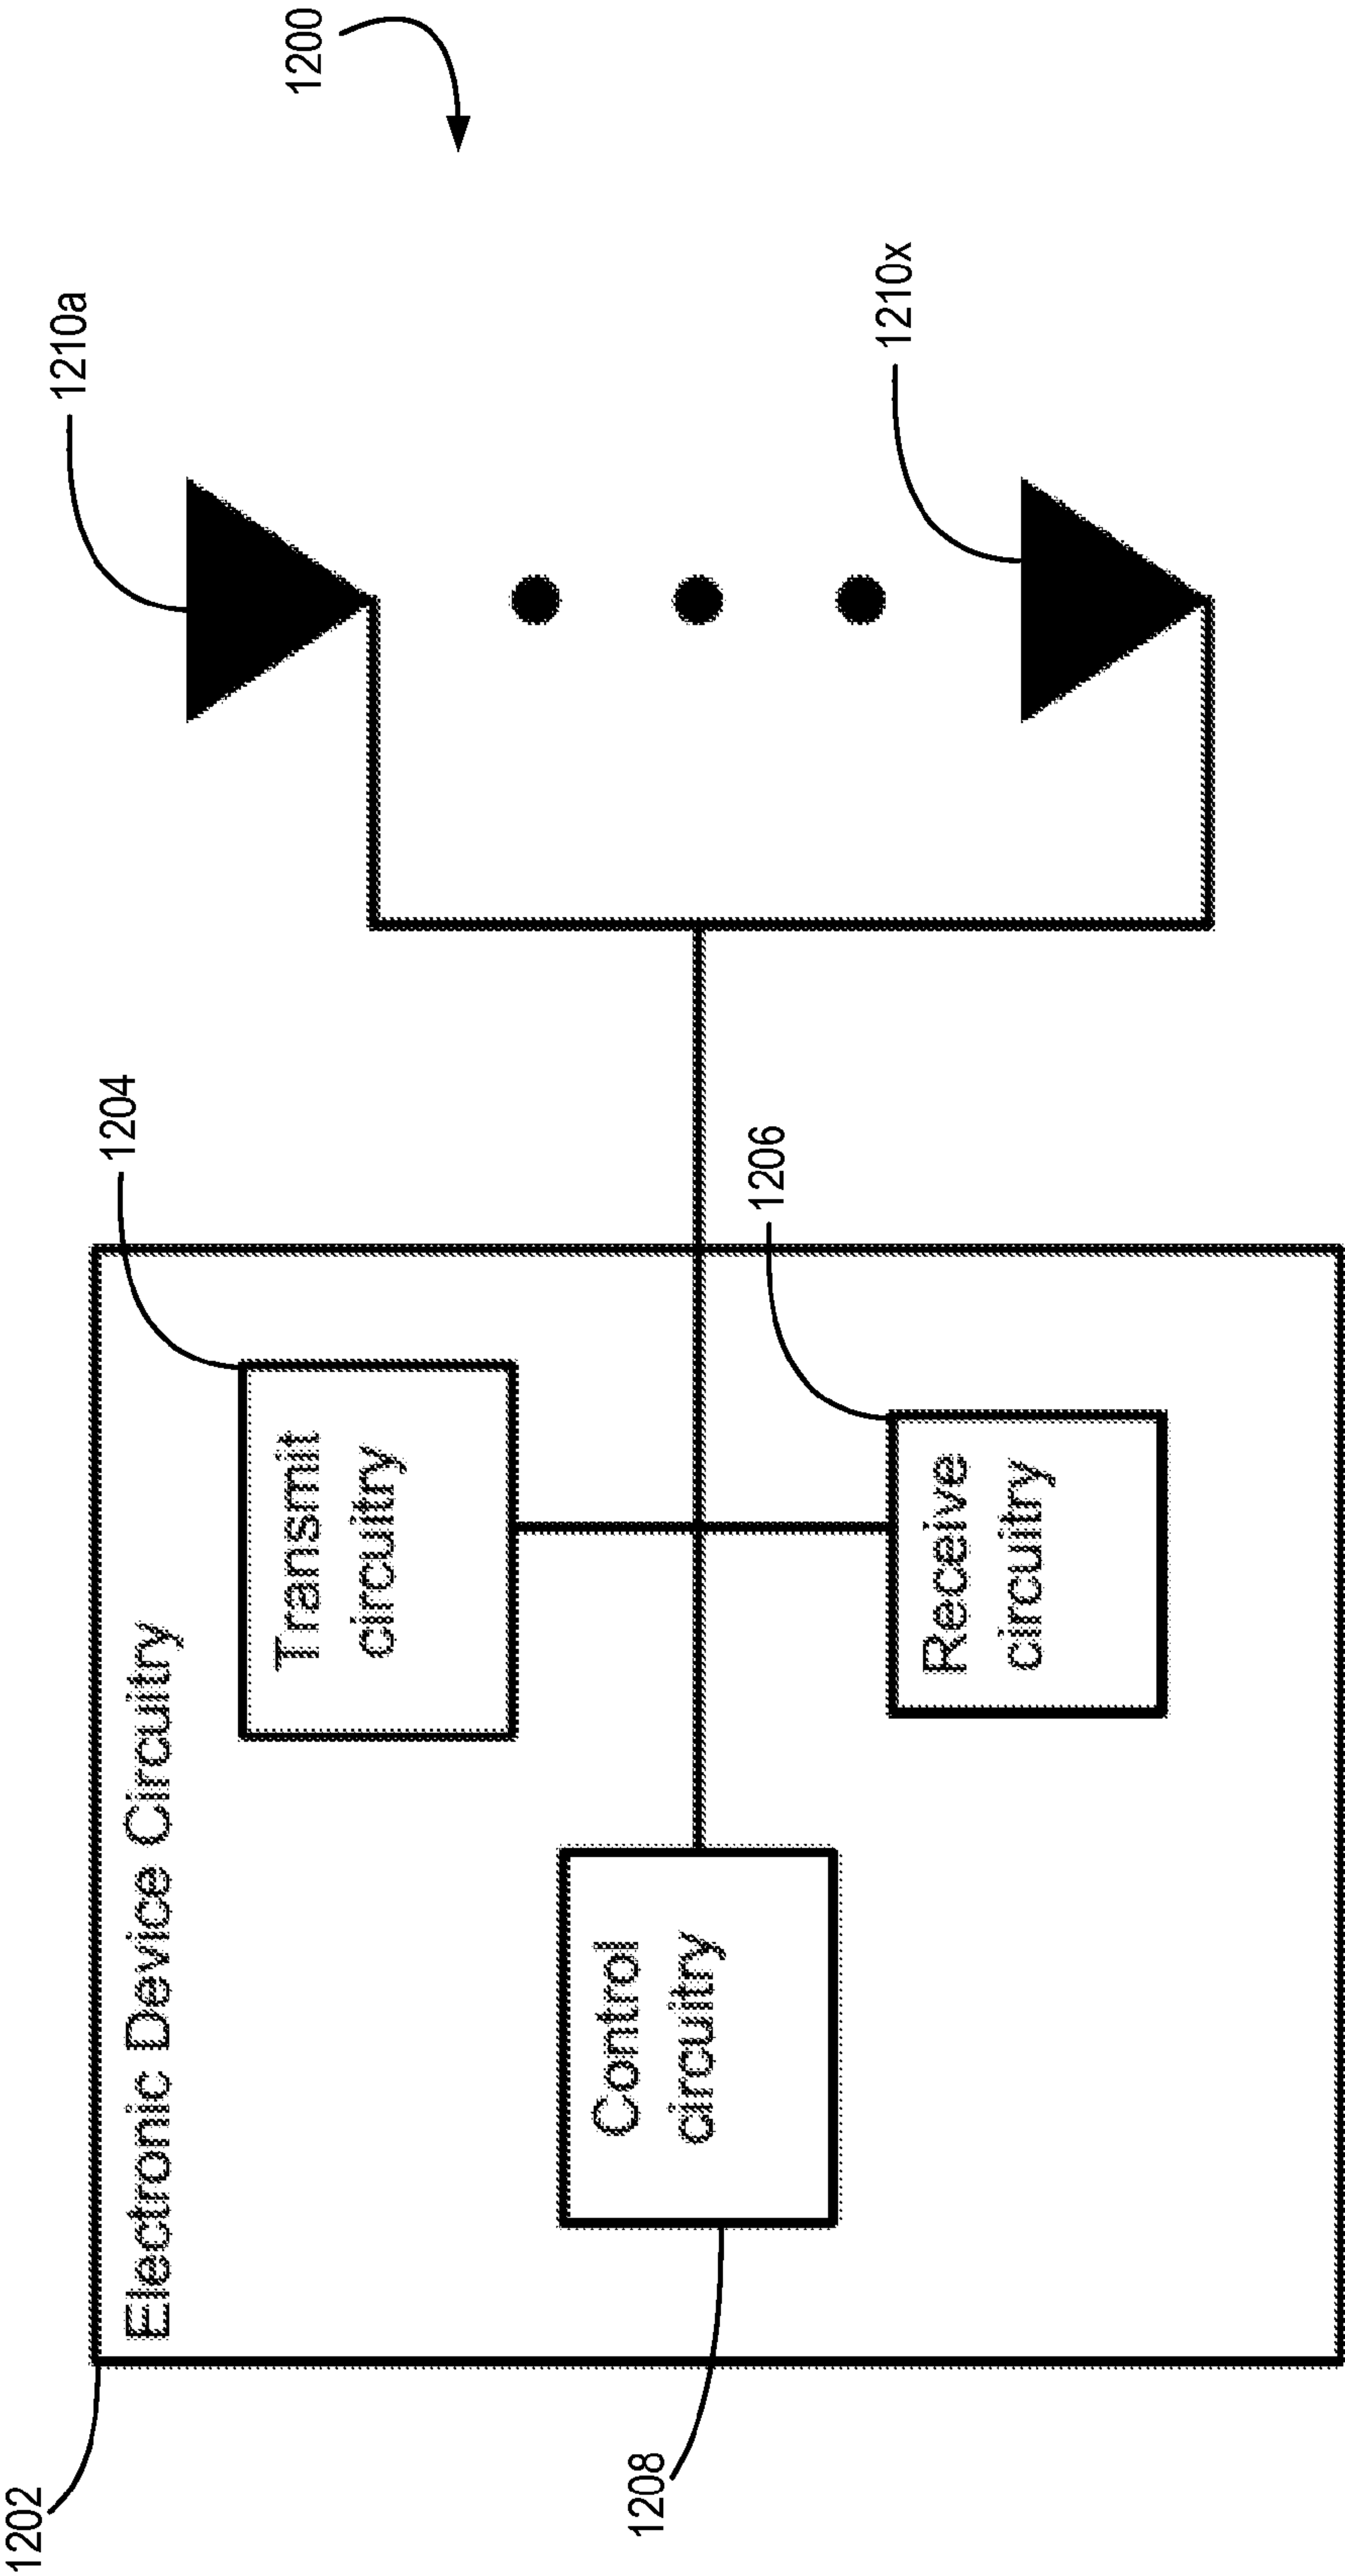 1200
1210a
1210x
1204
1206
1202
Electronic Device Circuitry
Transmit
circuitry
Control
circuitry
Receive
circuitry
1208